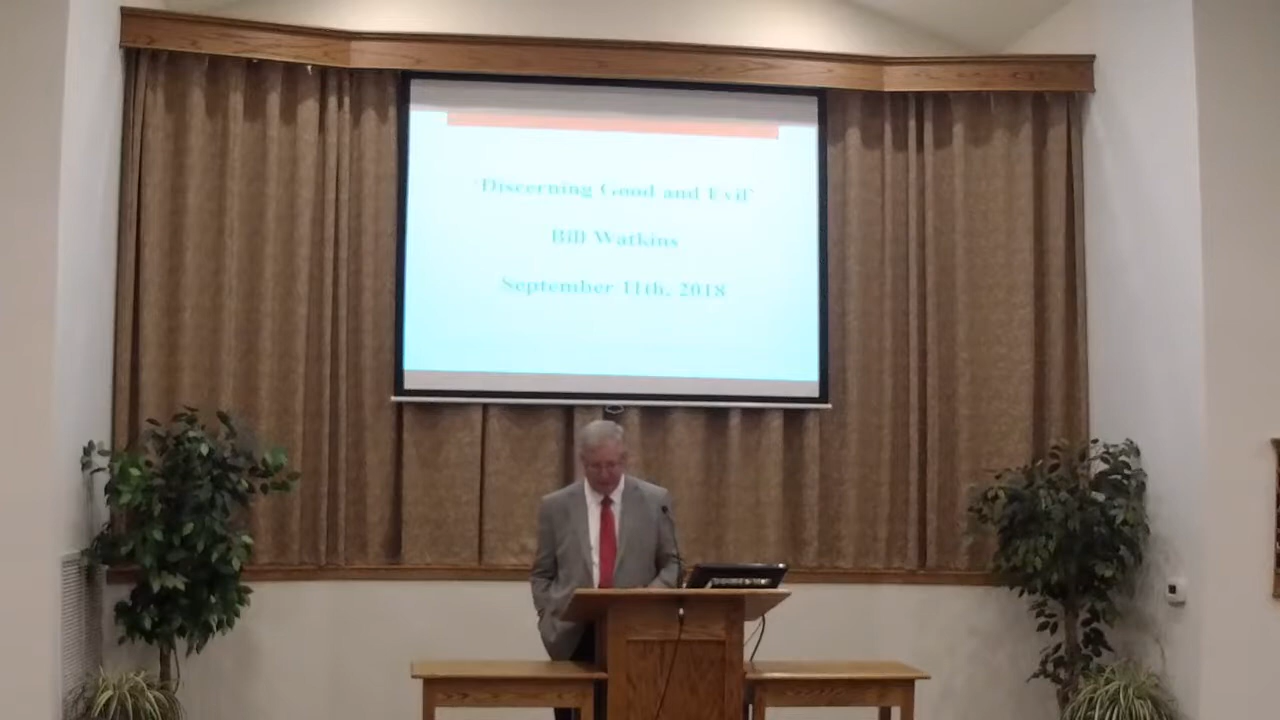 'Discerning Good and Evil'
Bill Watkins
September 11th, 2018